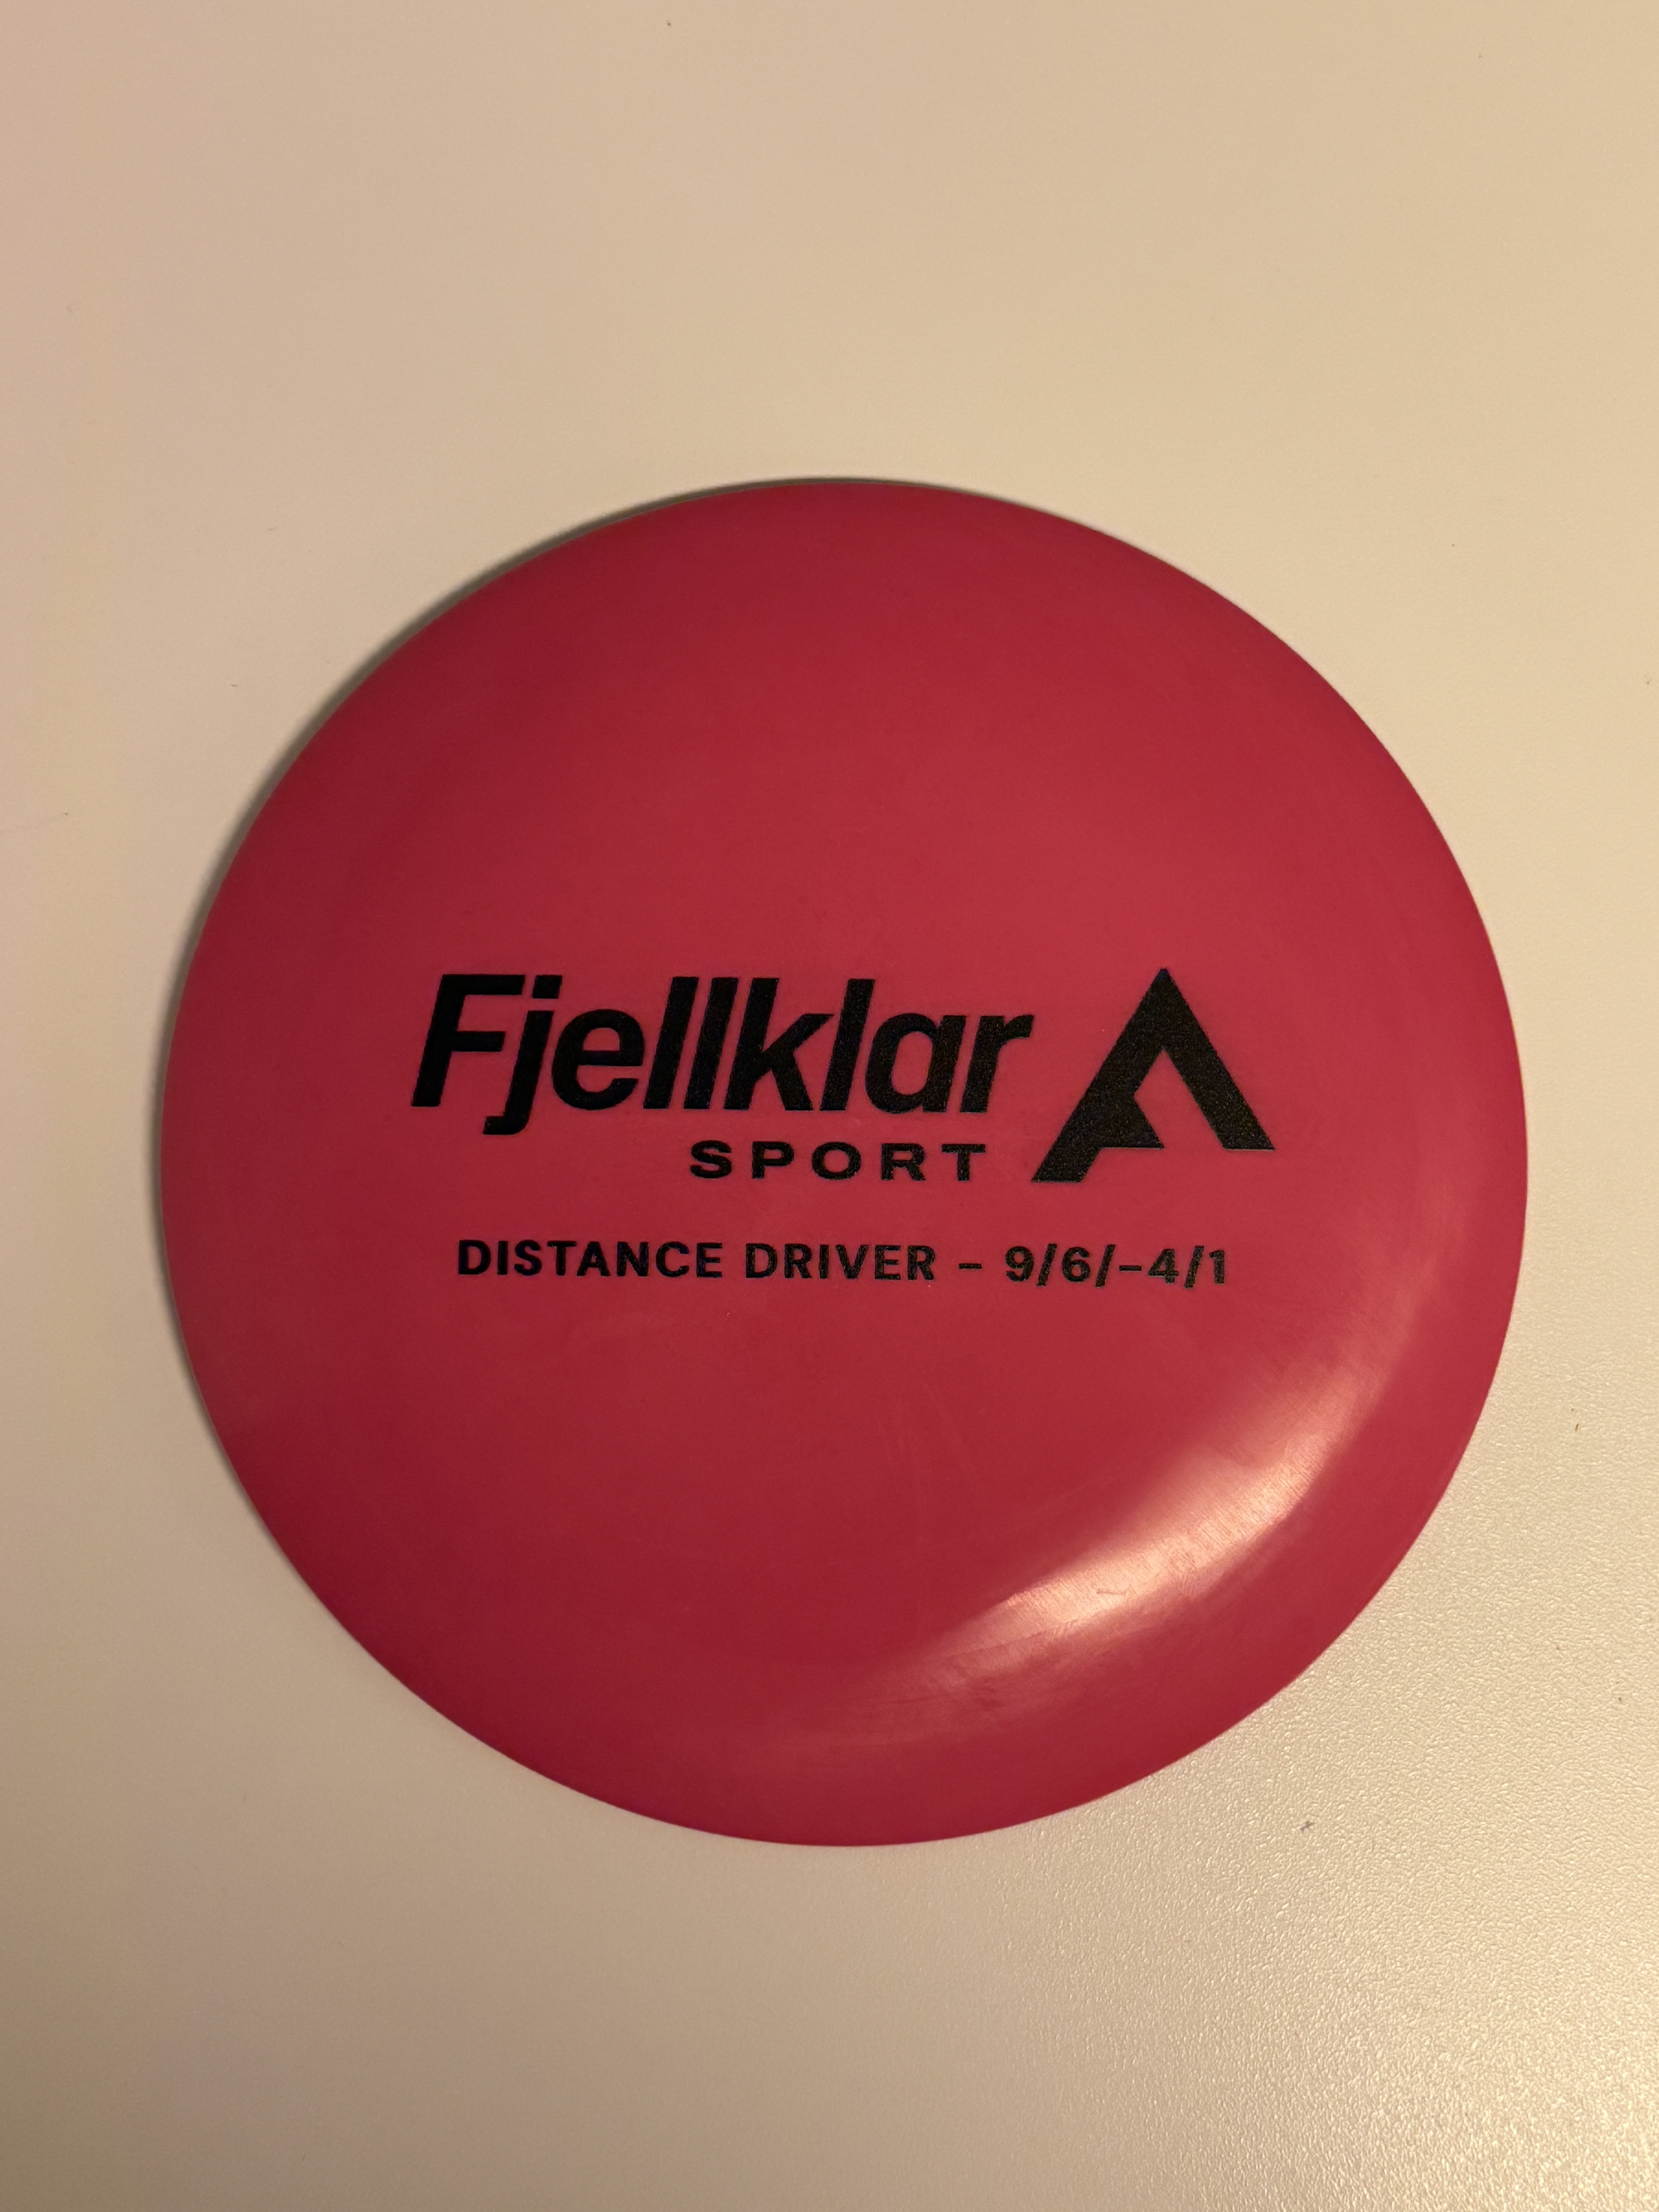 Fjellklar
SPORT
DISTANCE DRIVER - 9/6/-4/1